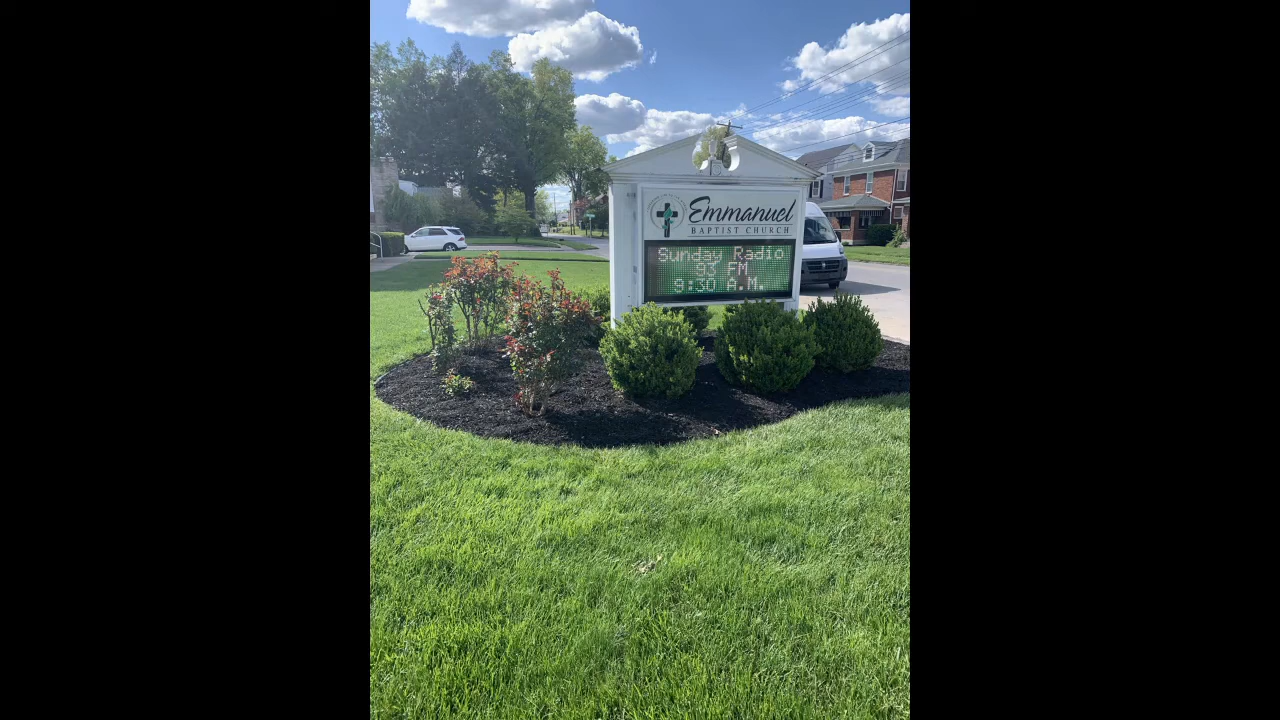 Emmanuel
BAPTIST CHURCH
Sunday Radio
93 FM
9:30 A.M.